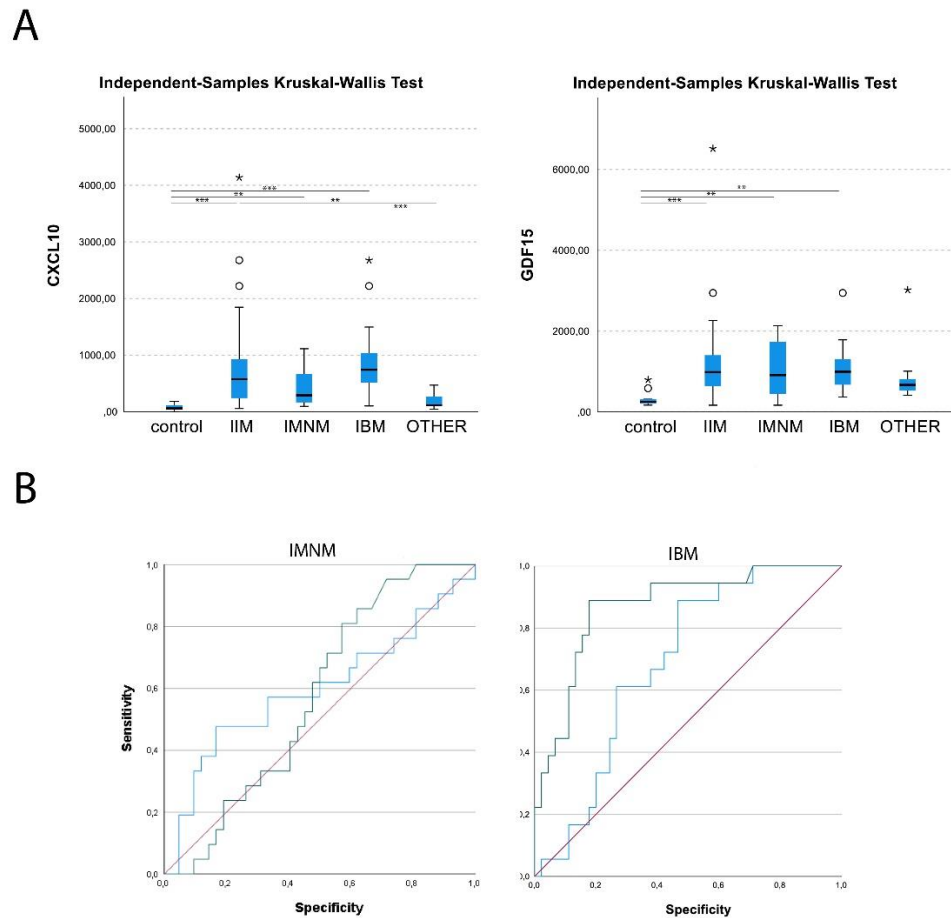 A
Independent-Samples Kruskal-Wallis Test
CXCL10
5000,00
4000,00
3000,00
2000,00
1000,00
,00
*
***
**
*** ** ***
*
control IIM IMNM IBM OTHER
Independent-Samples Kruskal-Wallis Test
GDF15
6000,00
4000,00
2000,00
,00
*
**
**
***
*
*
control IIM IMNM IBM OTHER
B
IMNM
Sensitivity
1,0
0,8
0,6
0,4
0,2
0,0
0,2 0,4 0,6 0,8 1,0
Specificity
IBM
1,0
0,8
0,6
0,4
,2
,0
0,0 0,2 0,4 0,6 0,8 1,0
Specificity